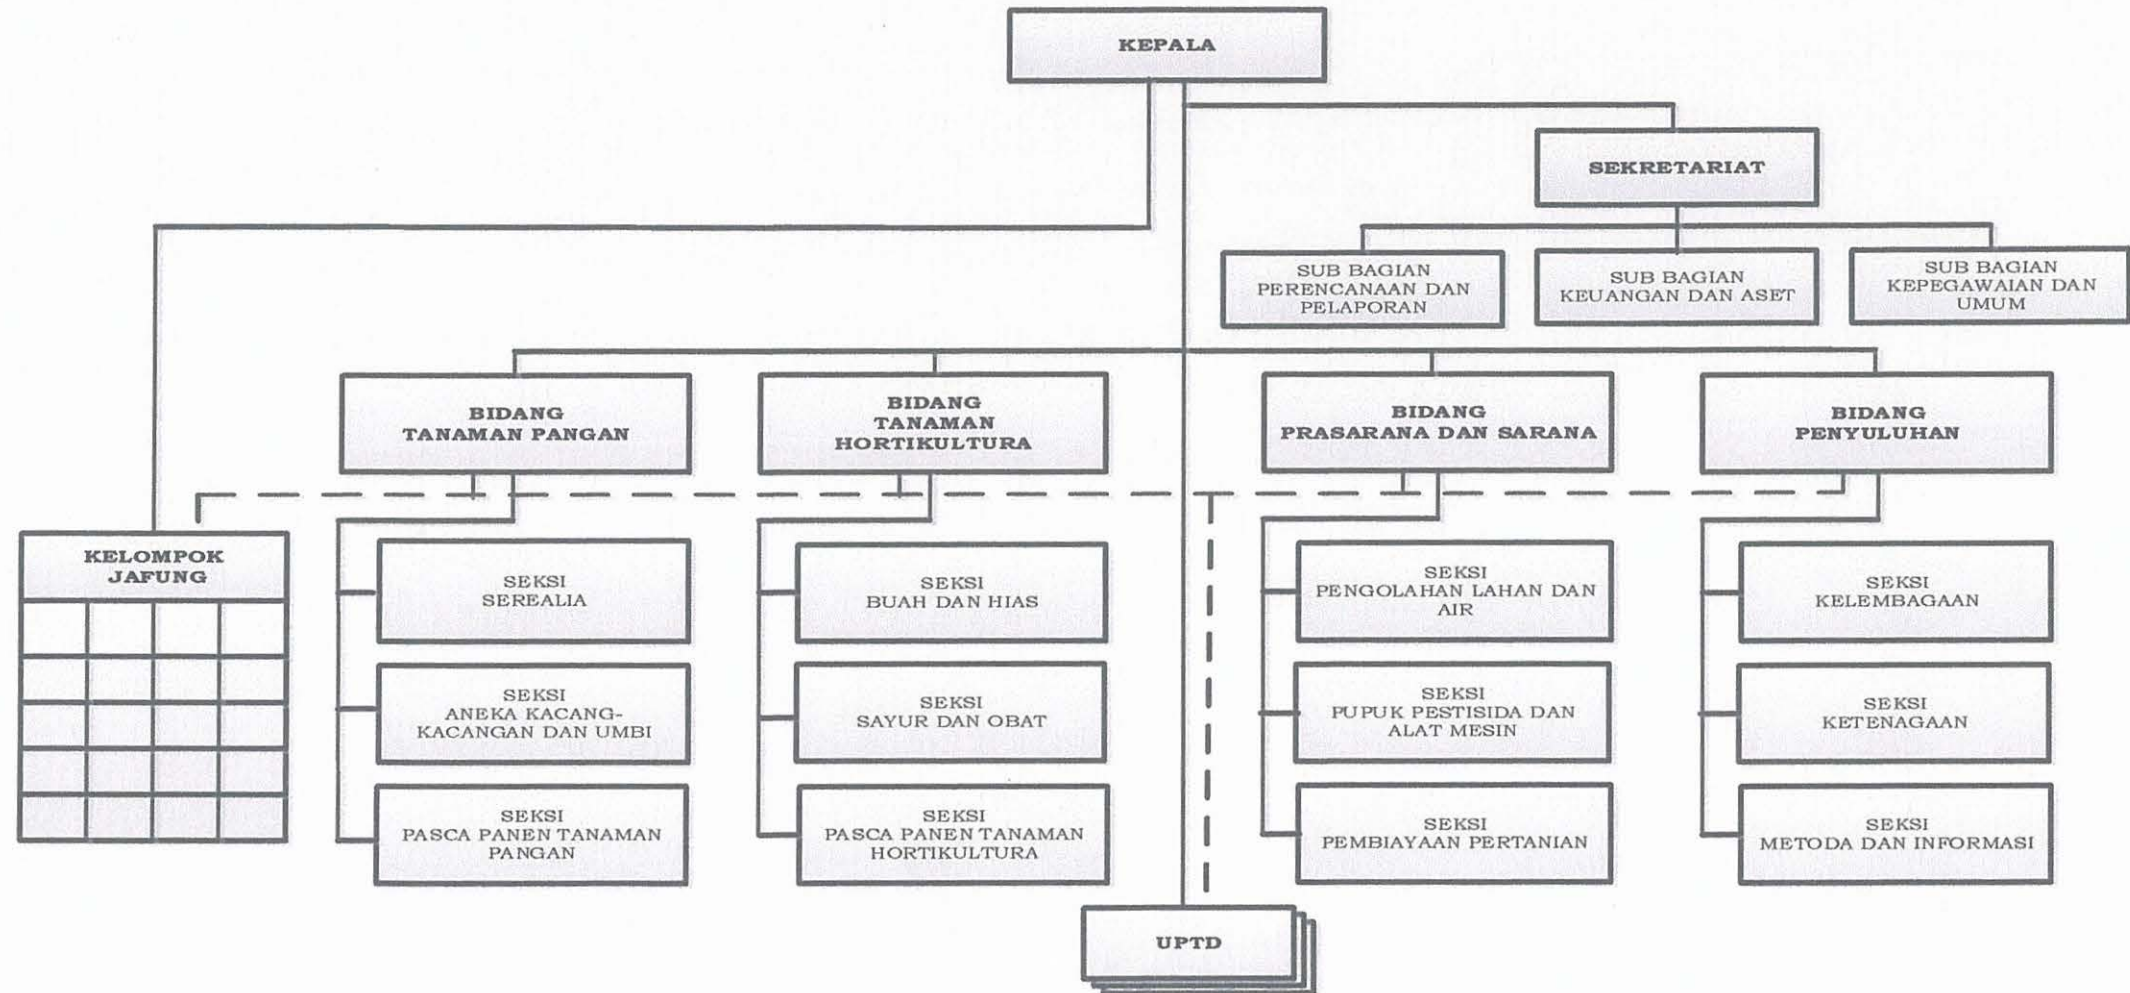 KEPALA
SEKRETARIAT
SUB BAGIAN
PERENCANAAN DAN
PELAPORAN
SUB BAGIAN
KEUANGAN DAN ASET
SUB BAGIAN
KEPEGAWAIAN DAN
UMUM
BIDANG
TANAMAN PANGAN
BIDANG
TANAMAN
HORTIKULTURA
BIDANG
PRASARANA DAN SARANA
BIDANG
PENYULUHAN
KELOMPOK
JAFUNG
SEKSI
SEREALIA
SEKSI
ANEKA KACANG-
KACANGAN DAN UMBI
SEKSI
PASCA PANEN TANAMAN
PANGAN
SEKSI
BUAH DAN HIAS
SEKSI
SAYUR DAN OBAT
SEKSI
PASCA PANEN TANAMAN
HORTIKULTURA
SEKSI
PENGOLAHAN LAHAN DAN
AIR
SEKSI
PUPUK PESTISIDA DAN
ALAT MESIN
SEKSI
PEMBIAYAAN PERTANIAN
SEKSI
KELEMBAGAAN
SEKSI
KETENAGAAN
SEKSI
METODA DAN INFORMASI
UPTD